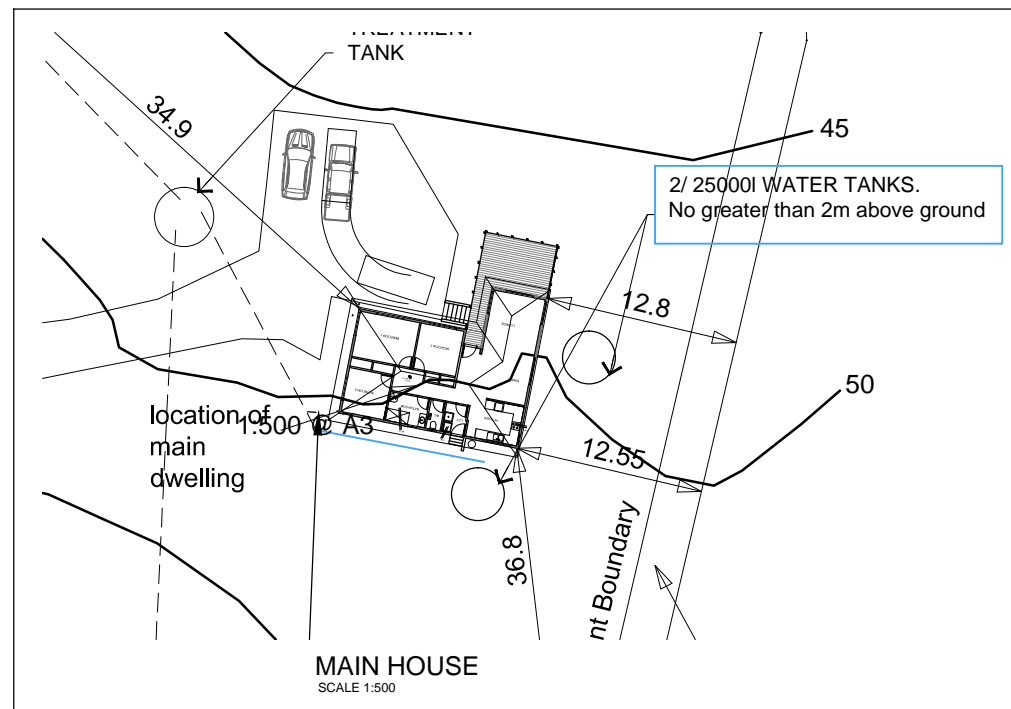 TREATMENT
TANK
34.9
45
2/ 25000l WATER TANKS.
No greater than 2m above ground
12.8
50
location of
main
dwelling
1:500 @ A3
12.55
36.8
nt Boundary
MAIN HOUSE
SCALE 1:500